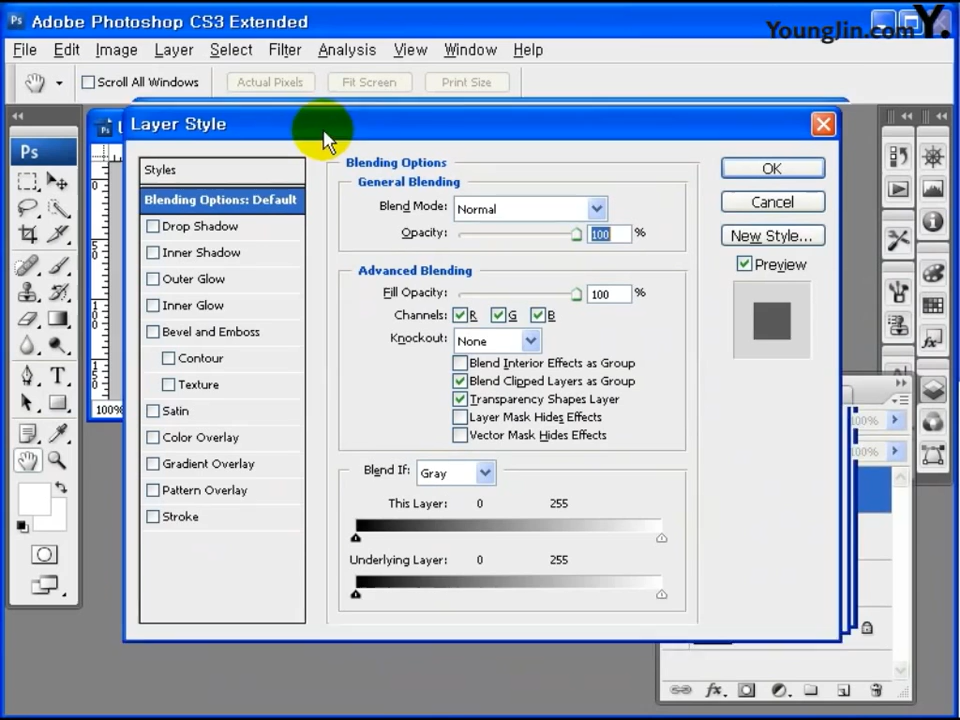 Adobe Photoshop CS3 Extended
YoungJin.com Y.
File Edit Image Layer Select Filter Analysis View Window Help
Scroll All Windows Actual Pixels Fit Screen Print Size
Layer Style
Ps
Styles
Blending Options: Default
Drop Shadow
Inner Shadow
Outer Glow
Inner Glow
Bevel and Emboss
Contour
Texture
Satin
Color Overlay
Gradient Overlay
Pattern Overlay
Stroke
Blending Options
General Blending
Blend Mode: Normal
Opacity: 100 %
Advanced Blending
Fill Opacity: 100 %
Channels: R G B
Knockout: None
Blend Interior Effects as Group
Blend Clipped Layers as Group
Transparency Shapes Layer
Layer Mask Hides Effects
Vector Mask Hides Effects
Blend If: Gray
This Layer: 0 255
Underlying Layer: 0 255
OK
Cancel
New Style...
Preview
100%
100%
100%